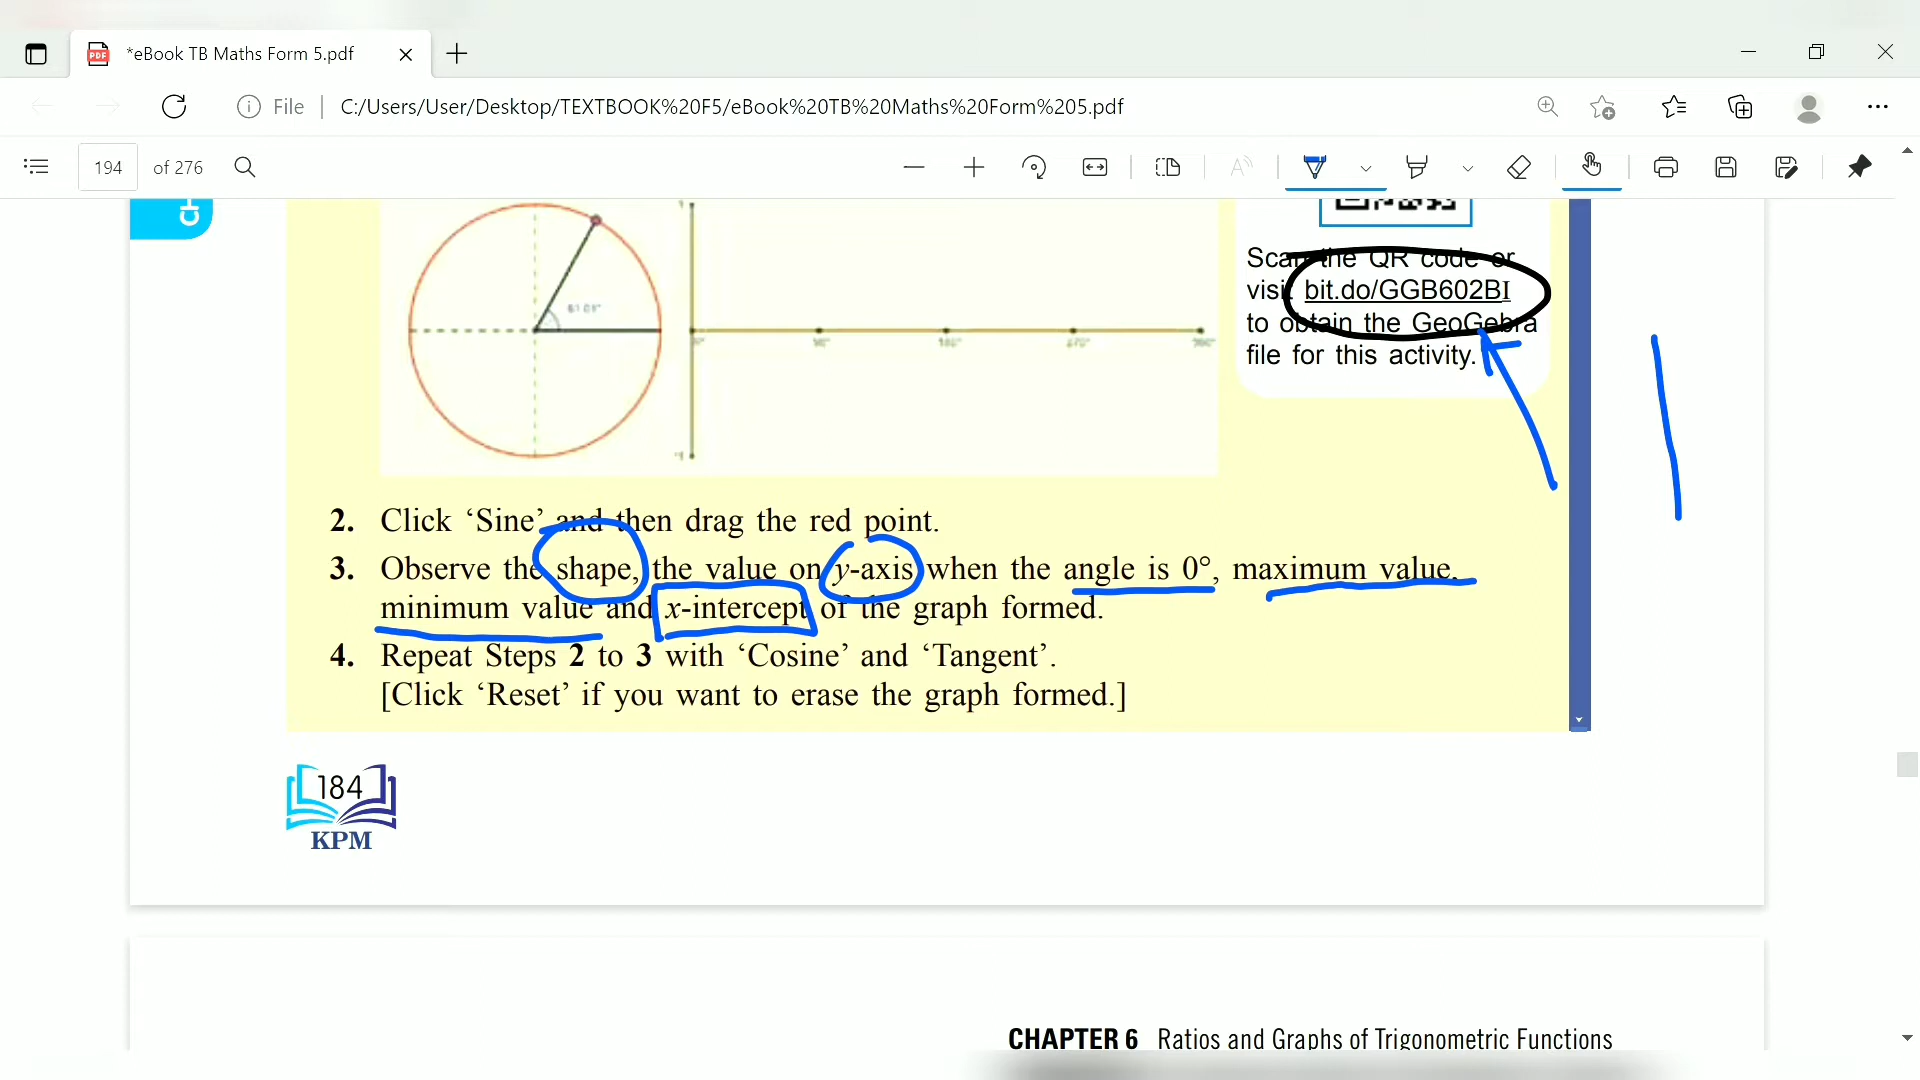 *eBook TB Maths Form 5.pdf
File
C:/Users/User/Desktop/TEXTBOOK%20F5/eBook%20TB%20Maths%20Form%205.pdf
194 of 276
Scan the QR code or
visit bit.do/GGB602BI
to obtain the GeoGebra
file for this activity.
2. Click ‘Sine’ and then drag the red point.
3. Observe the shape, the value on y-axis when the angle is 0°, maximum value,
minimum value and x-intercept of the graph formed.
4. Repeat Steps 2 to 3 with ‘Cosine’ and ‘Tangent’.
[Click ‘Reset’ if you want to erase the graph formed.]
184
KPM
CHAPTER 6 Ratios and Graphs of Trigonometric Functions